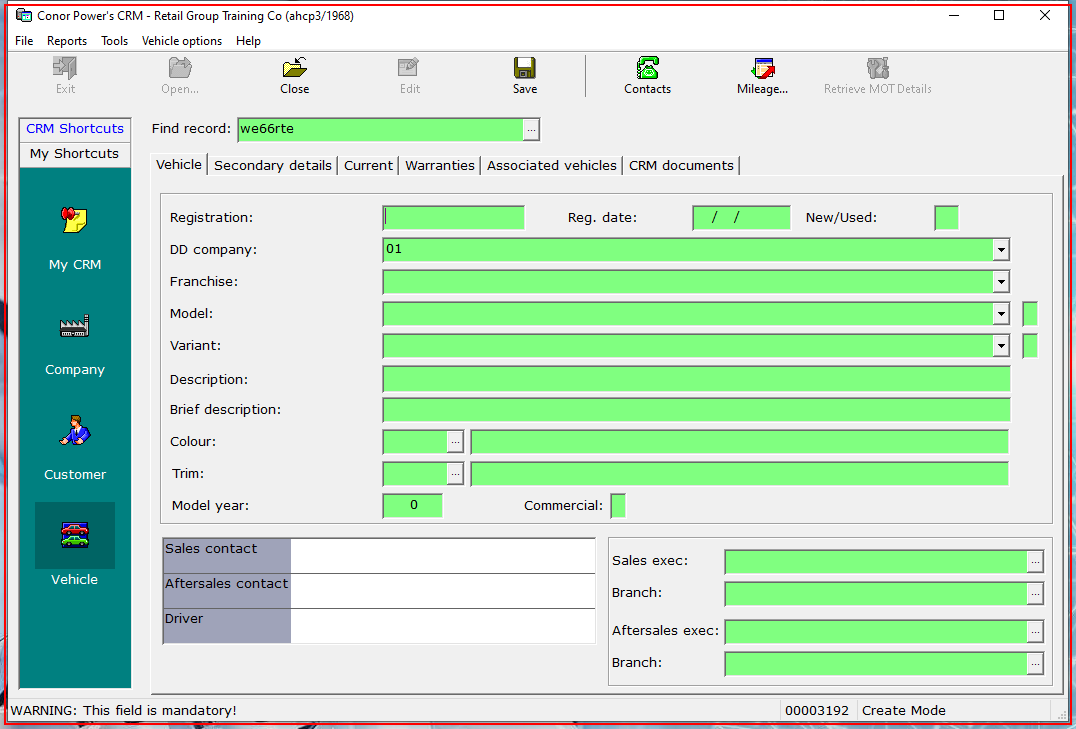 Conor Power's CRM - Retail Group Training Co (ahcp3/1968)
File Reports Tools Vehicle options Help
Exit Open... Close Edit Save Contacts Mileage... Retrieve MOT Details
CRM Shortcuts
My Shortcuts
My CRM
Company
Customer
Vehicle
Find record: we66rte ...
Vehicle Secondary details Current Warranties Associated vehicles CRM documents
Registration: Reg. date: / / New/Used:
DD company: 01
Franchise:
Model:
Variant:
Description:
Brief description:
Colour: ...
Trim: ...
Model year: 0 Commercial:
Sales contact
Aftersales contact
Driver
Sales exec: ...
Branch: ...
Aftersales exec: ...
Branch: ...
WARNING: This field is mandatory! 00003192 Create Mode